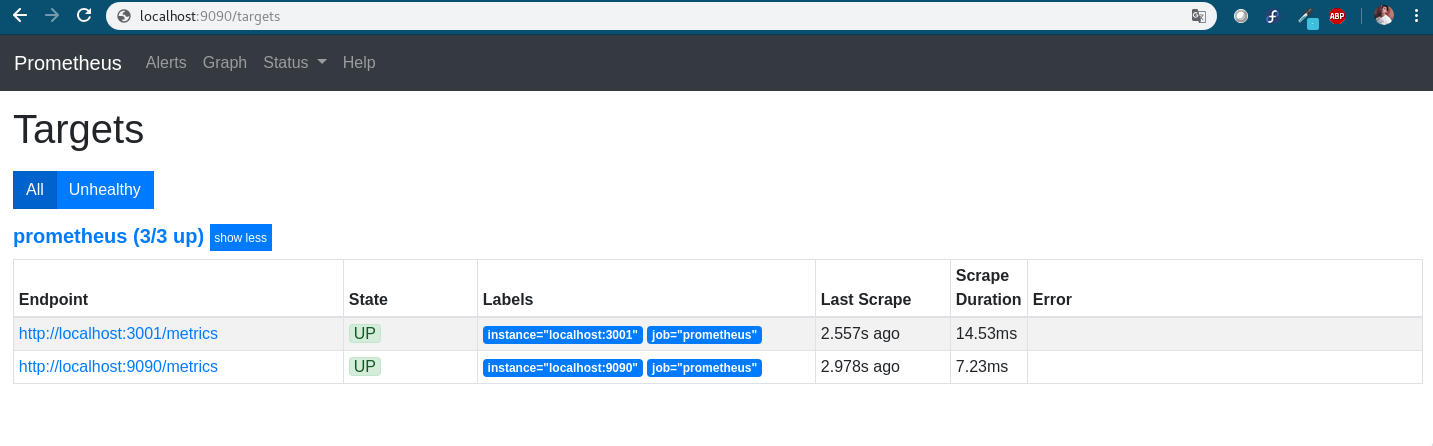 localhost:9090/targets
ABP
Prometheus Alerts Graph Status Help
Targets
All Unhealthy
prometheus (3/3 up) show less
Endpoint State Labels Last Scrape Scrape Duration Error
http://localhost:3001/metrics UP instance="localhost:3001" job="prometheus" 2.557s ago 14.53ms
http://localhost:9090/metrics UP instance="localhost:9090" job="prometheus" 2.978s ago 7.23ms